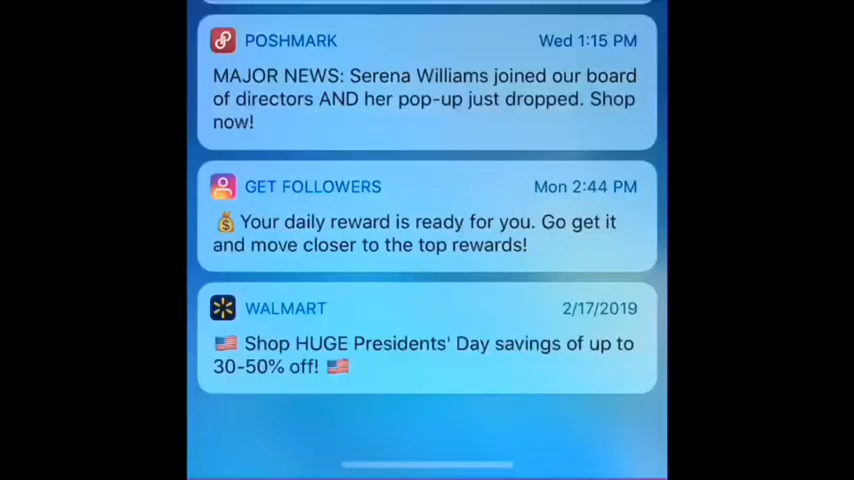 POSHMARK Wed 1:15 PM
MAJOR NEWS: Serena Williams joined our board
of directors AND her pop-up just dropped. Shop
now!
GET FOLLOWERS Mon 2:44 PM
💰Your daily reward is ready for you. Go get it
and move closer to the top rewards!
WALMART 2/17/2019
🇺🇸 Shop HUGE Presidents' Day savings of up to
30-50% off! 🇺🇸